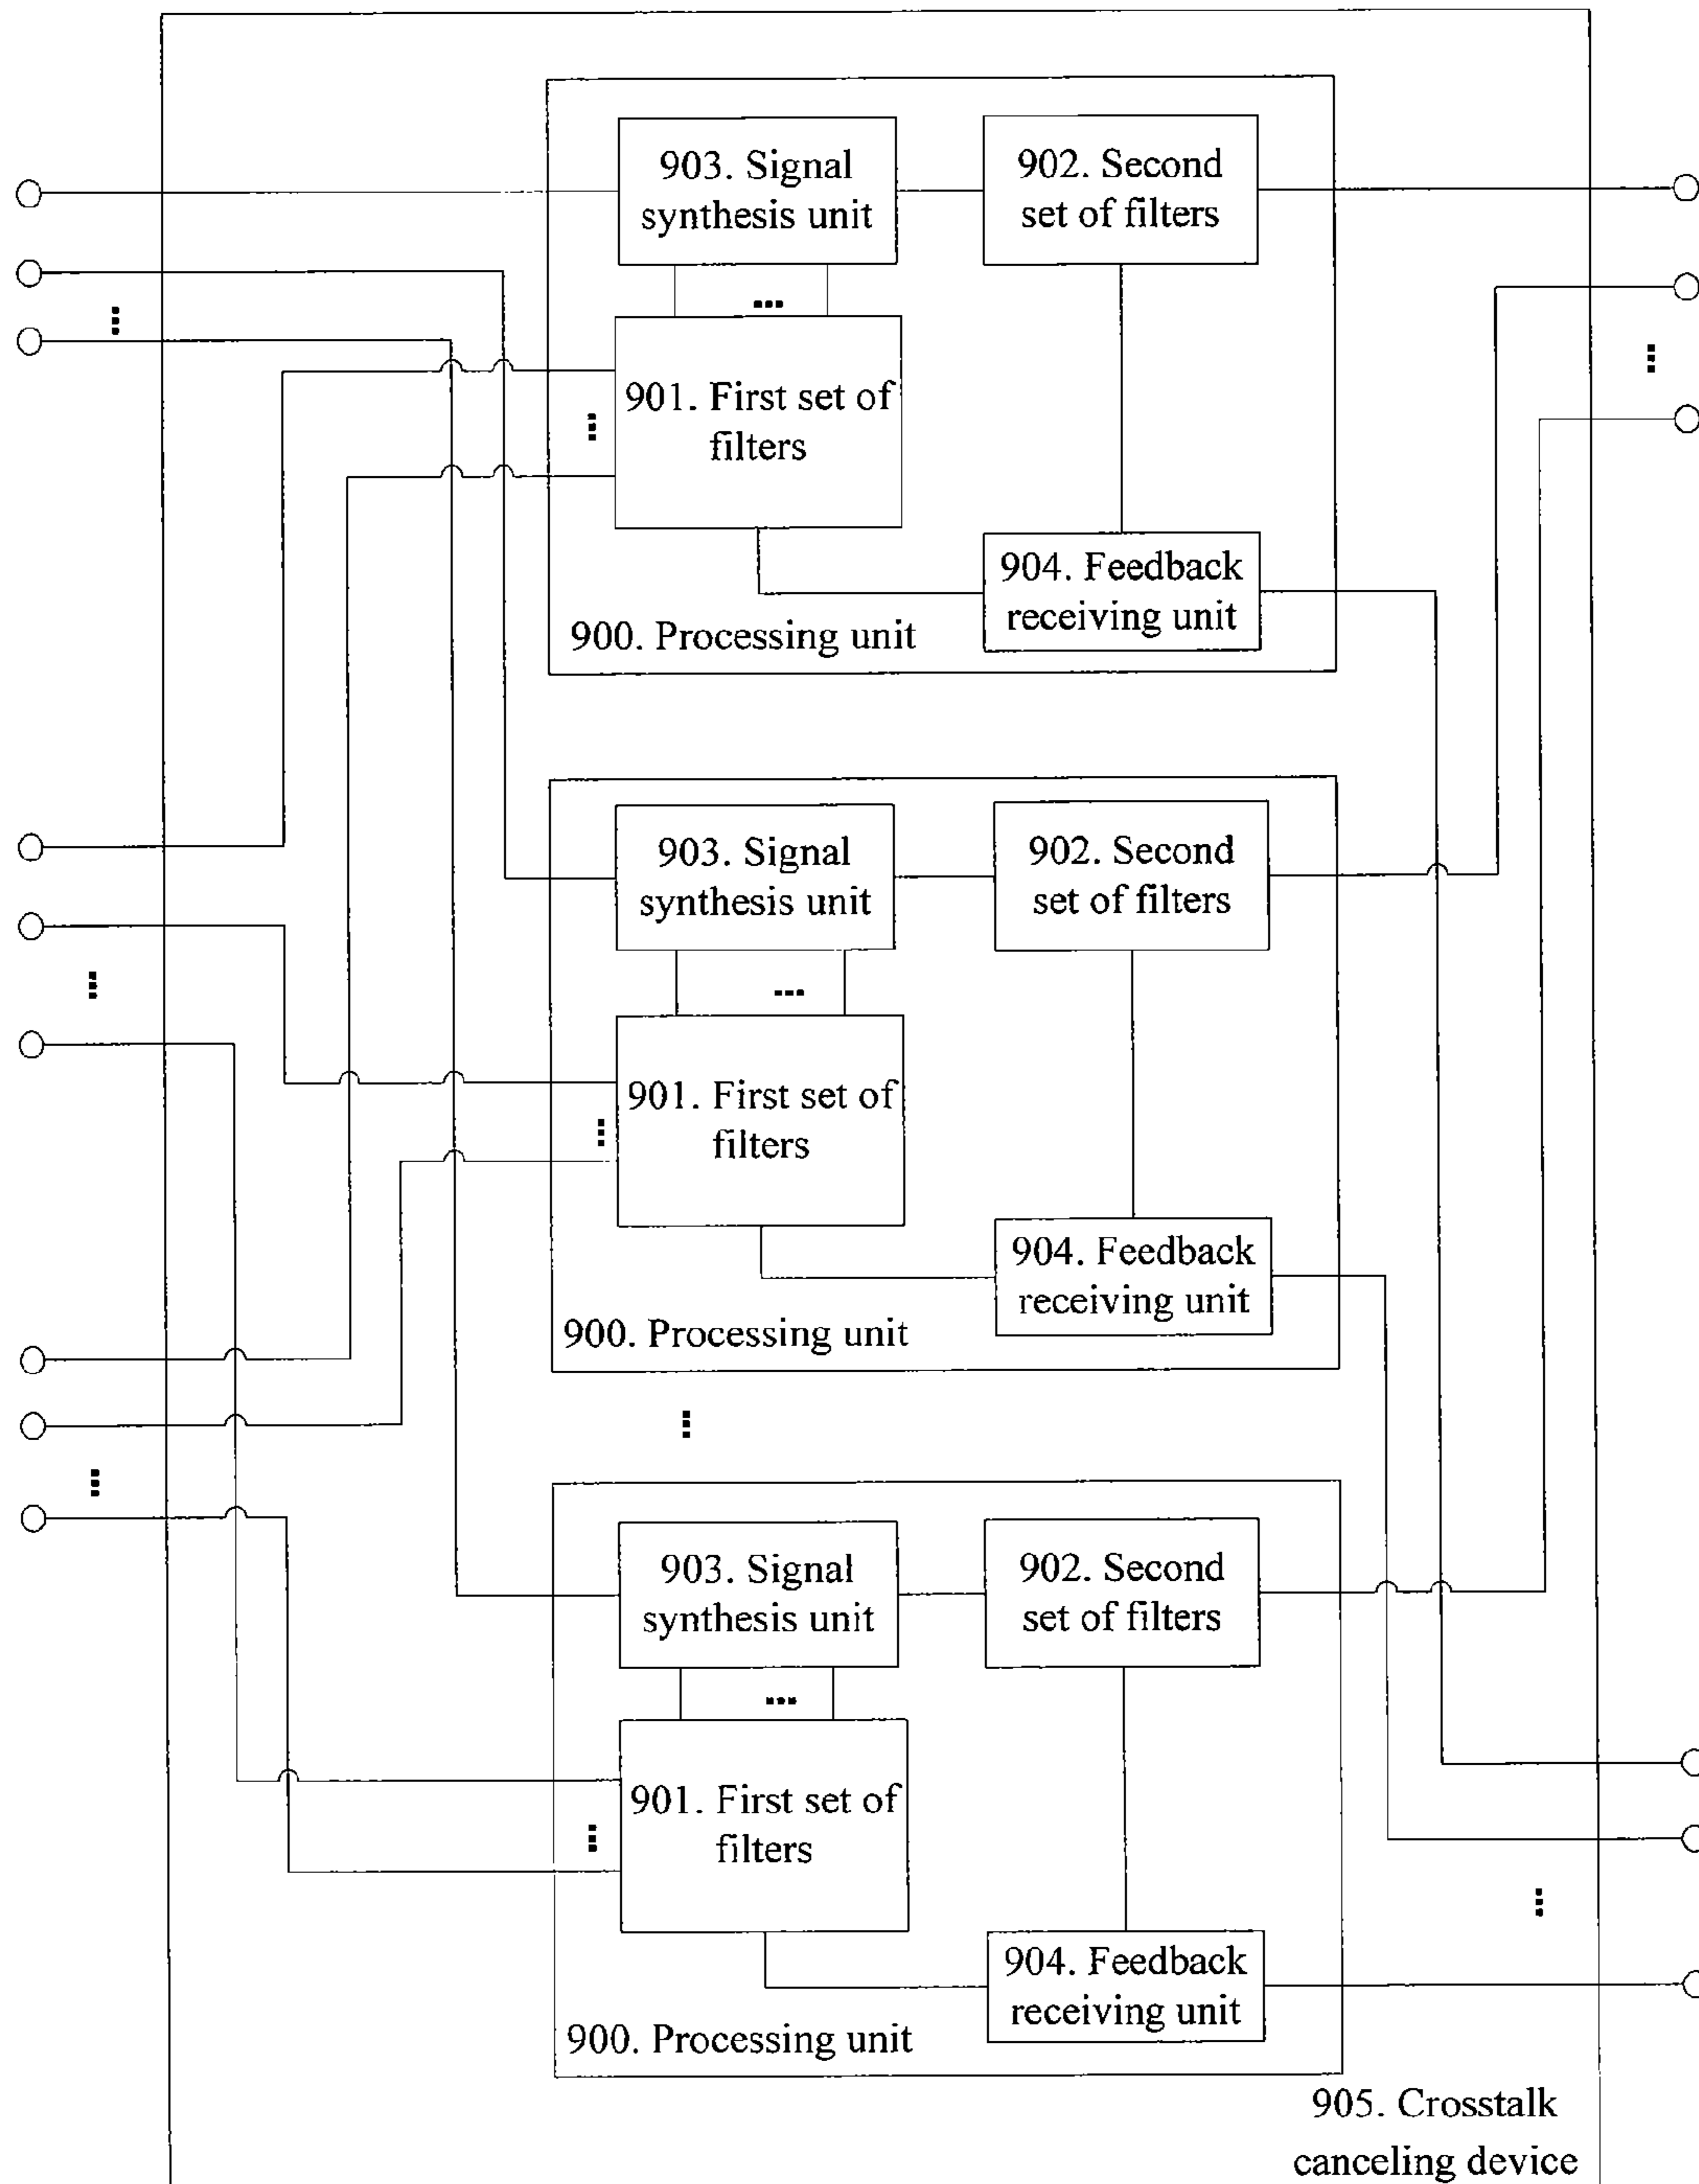 903. Signal
synthesis unit
902. Second
set of filters
...
...
...
901. First set of
filters
...
904. Feedback
receiving unit
900. Processing unit
903. Signal
synthesis unit
902. Second
set of filters
...
...
901. First set of
filters
...
904. Feedback
receiving unit
900. Processing unit
...
...
903. Signal
synthesis unit
902. Second
set of filters
...
901. First set of
filters
...
...
904. Feedback
receiving unit
900. Processing unit
905. Crosstalk
canceling device